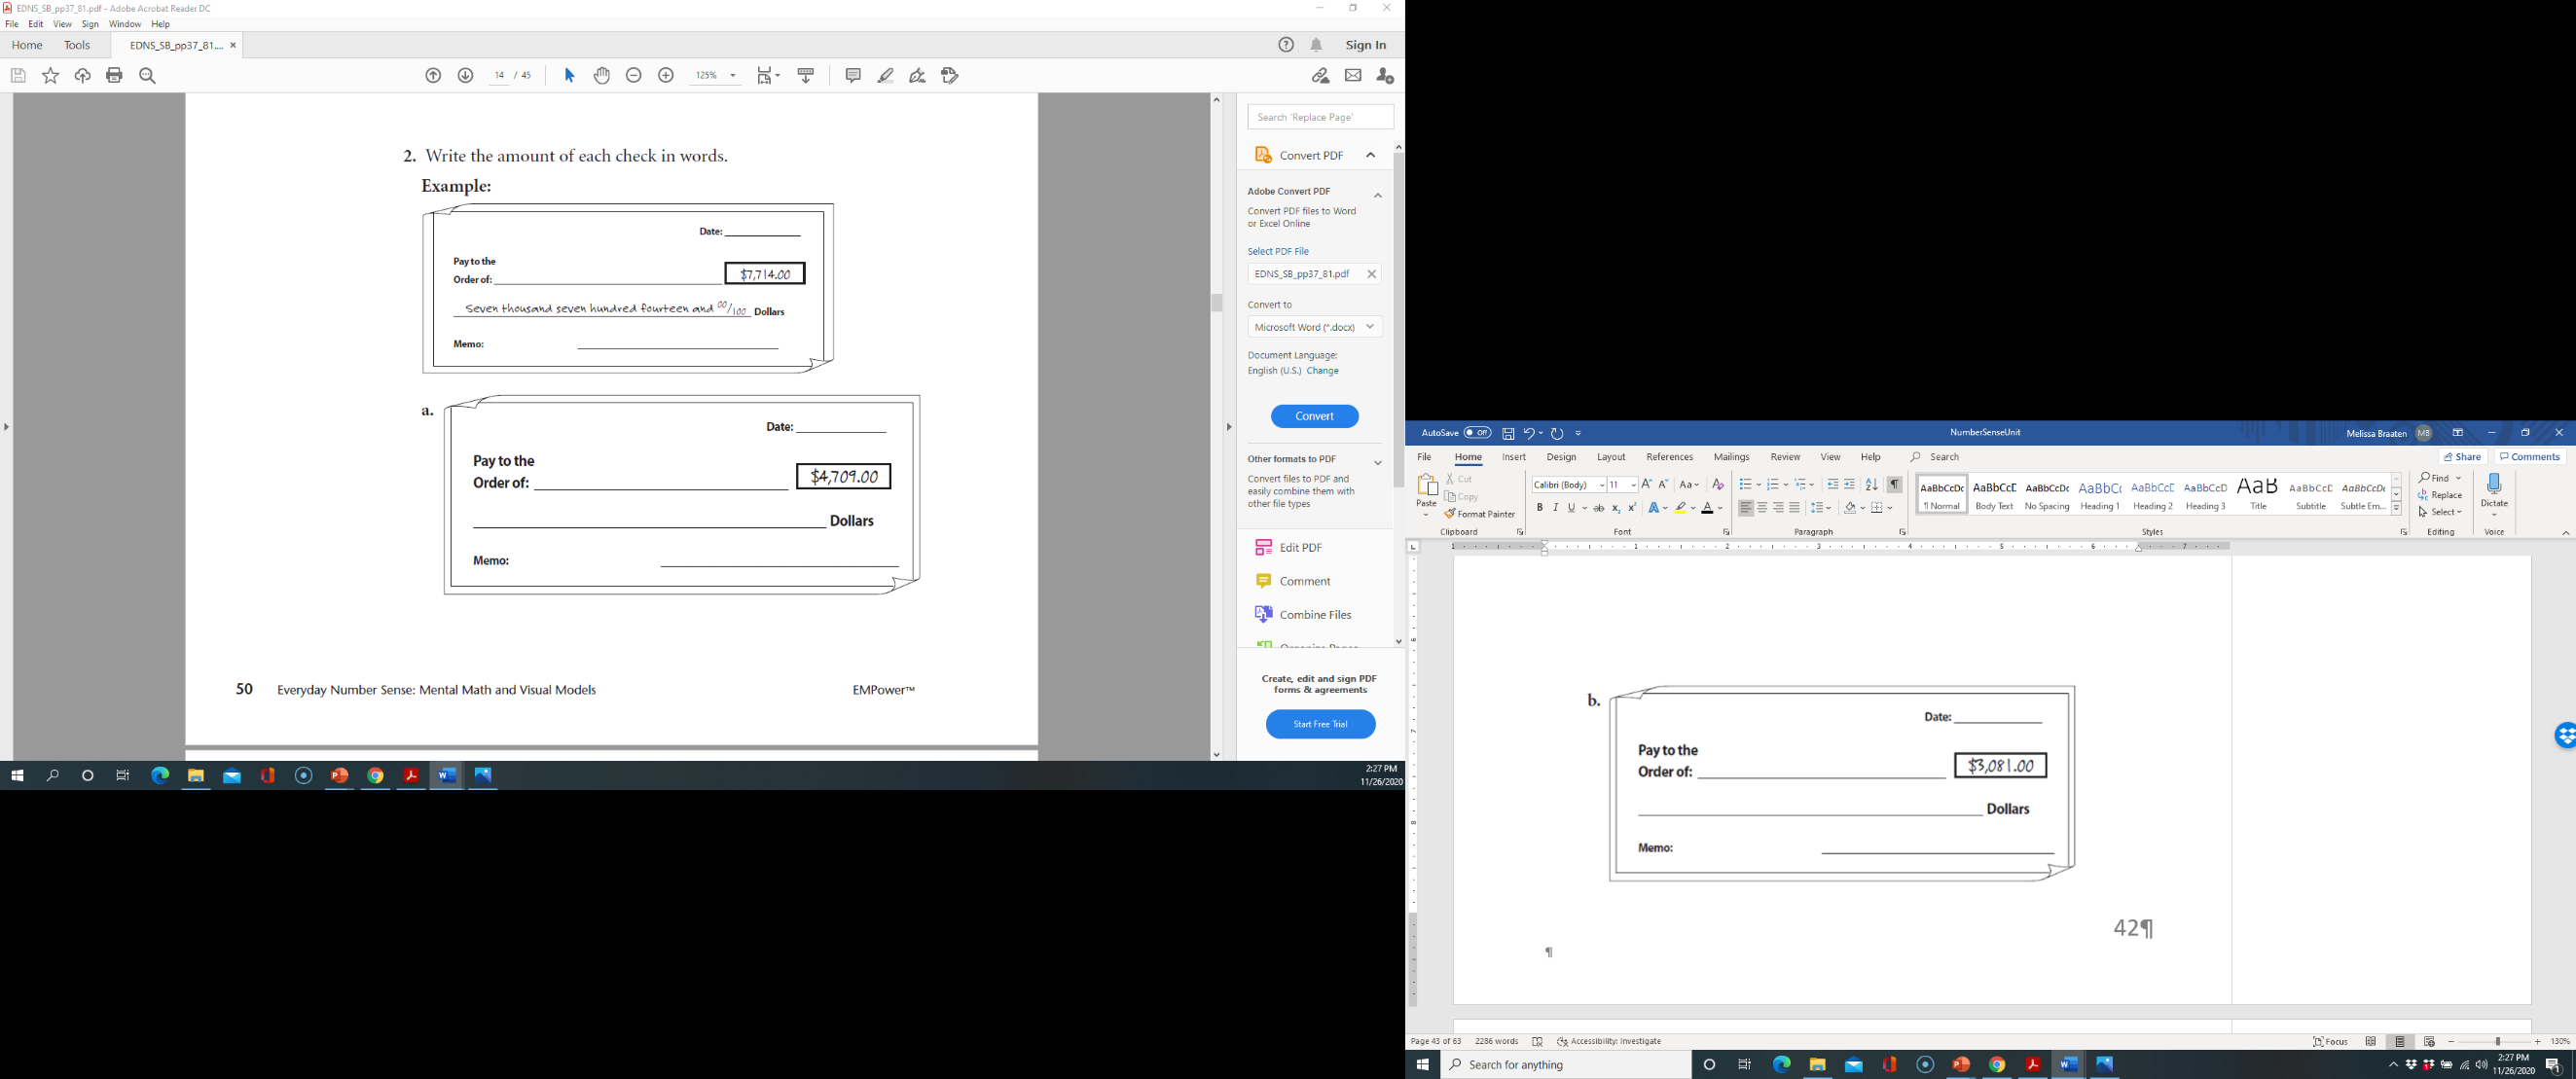 EDNS_SB_pp37_81.pdf - Adobe Acrobat Reader DC
File Edit View Sign Window Help
Home Tools EDNS_SB_pp37_81.... × Sign In
14 / 45 125%
2. Write the amount of each check in words.
Example:
Date:
Pay to the
Order of: $7,714.00
Seven thousand seven hundred fourteen and 00/100 Dollars
Memo:
a.
Date:
Pay to the
Order of: $4,709.00
Dollars
Memo:
50 Everyday Number Sense: Mental Math and Visual Models EMPower™
Search 'Replace Page'
Convert PDF
Adobe Convert PDF
Convert PDF files to Word
or Excel Online
Select PDF File
EDNS_SB_pp37_81.pdf
Convert to
Microsoft Word (*.docx)
Document Language:
English (U.S.) Change
Convert
Other formats to PDF
Convert files to PDF and
easily combine them with
other file types
Edit PDF
Comment
Combine Files
Create, edit and sign PDF
forms & agreements
Start Free Trial
2:27 PM
11/26/2020
AutoSave Off NumberSenseUnit Melissa Braaten MB
File Home Insert Design Layout References Mailings Review View Help Search Share Comments
Paste Cut Copy Format Painter
Calibri (Body) 11
AaBbCcDc AaBbCcE AaBbCcDc AaBbCc AaBbCcE AaBbCcD AaB AaBbCcE AaBbCcDc
¶ Normal Body Text No Spacing Heading 1 Heading 2 Heading 3 Title Subtitle Subtle Em...
Find Replace Select Dictate
Clipboard Font Paragraph Styles Editing Voice
b.
Date:
Pay to the
Order of: $3,081.00
Dollars
Memo:
42¶
¶
Page 43 of 63 2286 words Accessibility: Investigate Focus 130%
Search for anything
2:27 PM
11/26/2020